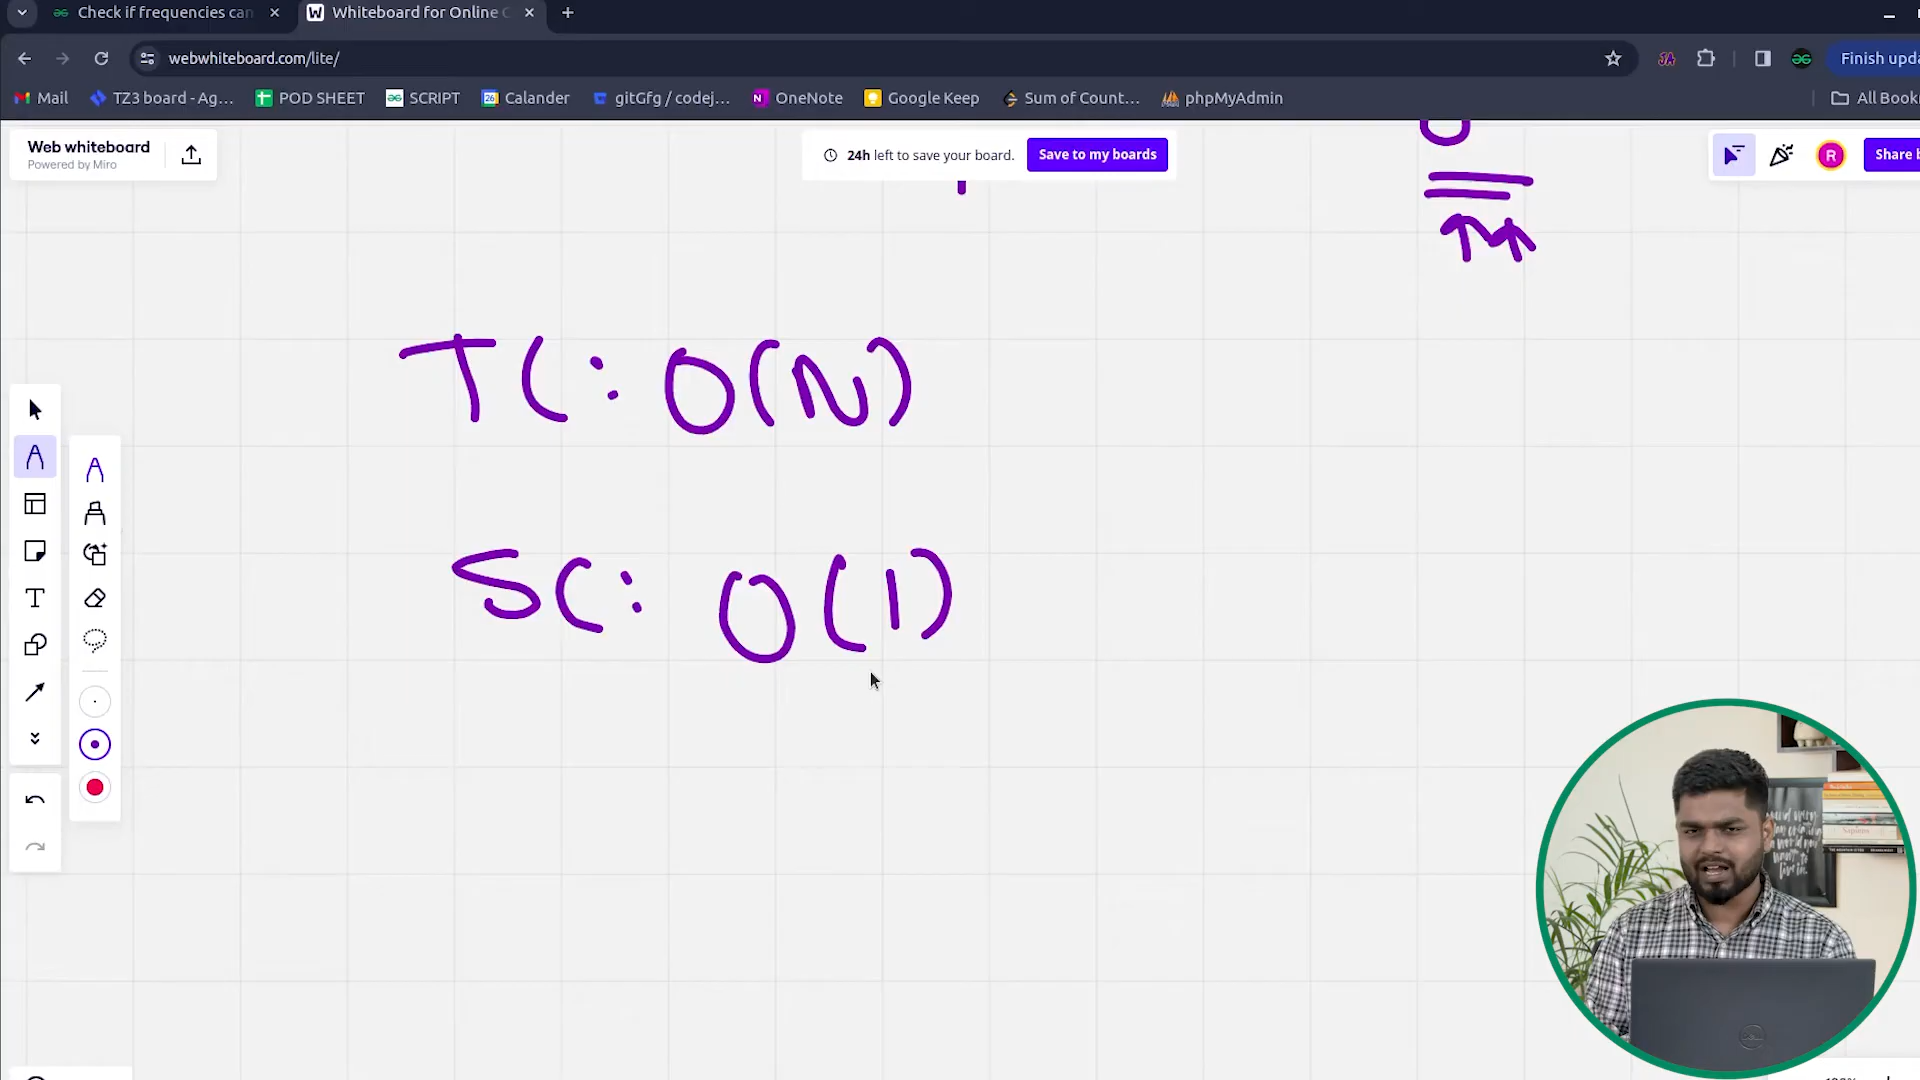 Check if frequencies can
Whiteboard for Online C
webwhiteboard.com/lite/
Finish upda
Mail
TZ3 board - Ag...
POD SHEET
SCRIPT
Calander
gitGfg / codej...
OneNote
Google Keep
Sum of Count...
phpMyAdmin
All Book
Web whiteboard
Powered by Miro
24h left to save your board.
Save to my boards
R
Share b
TC: O(N)
SC: O(1)